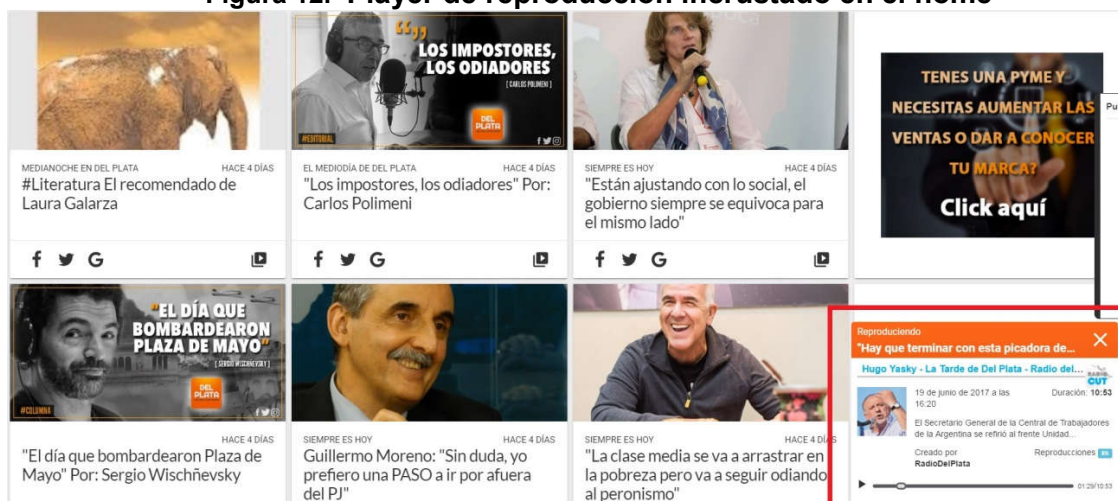 Figura 12. Player de reproducción incrustado en el home
LOS IMPOSTORES,
LOS ODIADORES
[ CARLOS POLIMENI ]
DEL
PLATA
#EDITORIAL
TENES UNA PYME Y
NECESITAS AUMENTAR LAS
VENTAS O DAR A CONOCER
TU MARCA?
Click aquí
Pu
MEDIANOCHE EN DEL PLATA HACE 4 DÍAS
#Literatura El recomendado de
Laura Galarza
EL MEDIODÍA DE DEL PLATA HACE 4 DÍAS
"Los impostores, los odiadores" Por:
Carlos Polimeni
SIEMPRE ES HOY HACE 4 DÍAS
"Están ajustando con lo social, el
gobierno siempre se equivoca para
el mismo lado"
"EL DÍA QUE
BOMBARDEARON
PLAZA DE MAYO"
[ SERGIO WISCHÑEVSKY ]
DEL
PLATA
#COLUMNA
HACE 4 DÍAS
"El día que bombardearon Plaza de
Mayo" Por: Sergio Wischñevsky
SIEMPRE ES HOY HACE 4 DÍAS
Guillermo Moreno: "Sin duda, yo
prefiero una PASO a ir por afuera
del PJ"
SIEMPRE ES HOY HACE 4 DÍAS
"La clase media se va a arrastrar en
la pobreza pero va a seguir odiando
al peronismo"
Reproduciendo
"Hay que terminar con esta picadora de...
Hugo Yasky - La Tarde de Del Plata - Radio del...
RADIO
CUT
19 de junio de 2017 a las
16:20
Duración: 10:53
El Secretario General de la Central de Trabajadores
de la Argentina se refirió al frente Unidad...
Creado por
RadioDelPlata
Reproducciones
01:29/10:53